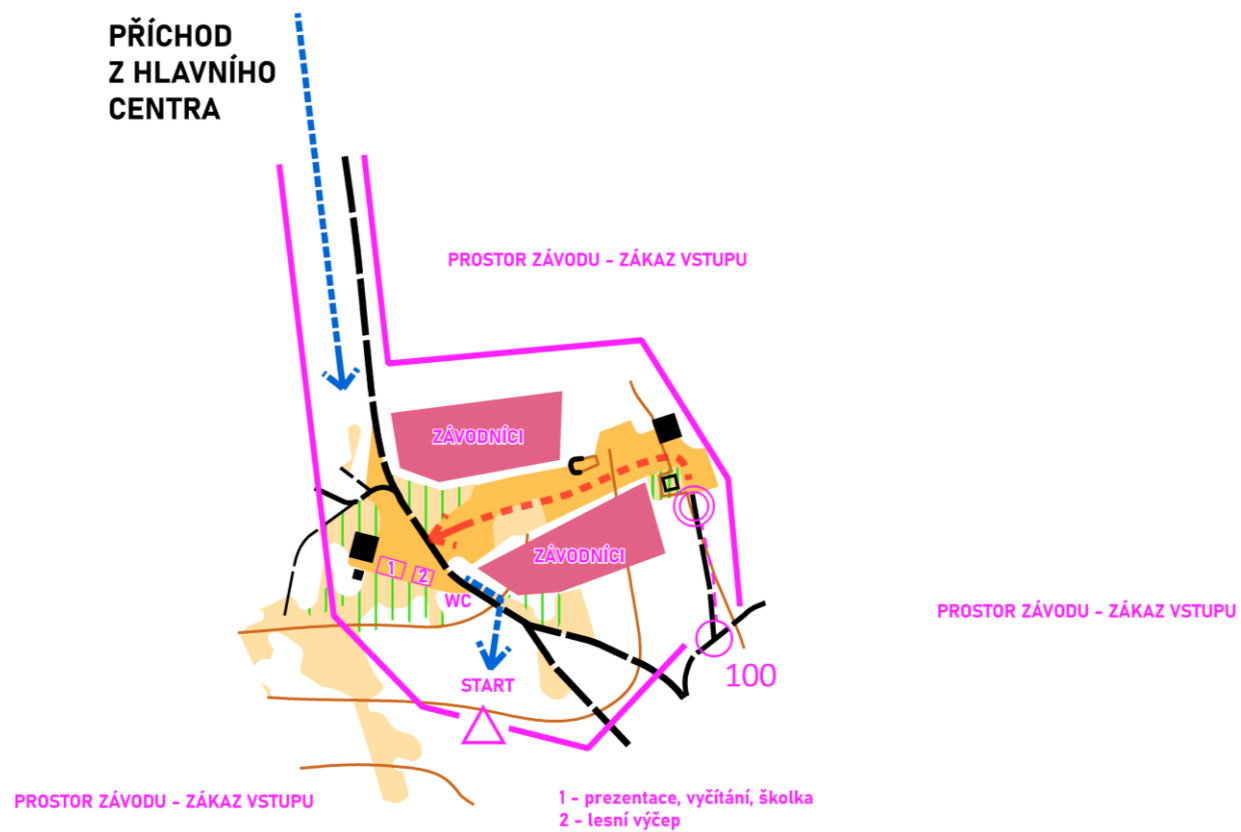 PŘÍCHOD
Z HLAVNÍHO
CENTRA
PROSTOR ZÁVODU - ZÁKAZ VSTUPU
ZÁVODNÍCI
ZÁVODNÍCI
1
2
WC
PROSTOR ZÁVODU - ZÁKAZ VSTUPU
START
100
PROSTOR ZÁVODU - ZÁKAZ VSTUPU
1 - prezentace, vyčítání, školka
2 - lesní výčep